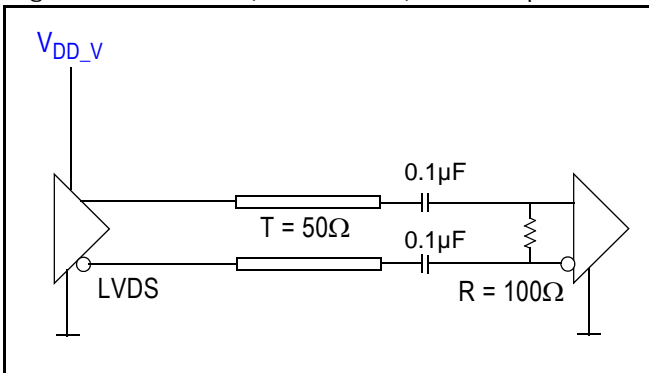 V_DD_V
0.1µF
T = 50Ω
0.1µF
LVDS
R = 100Ω